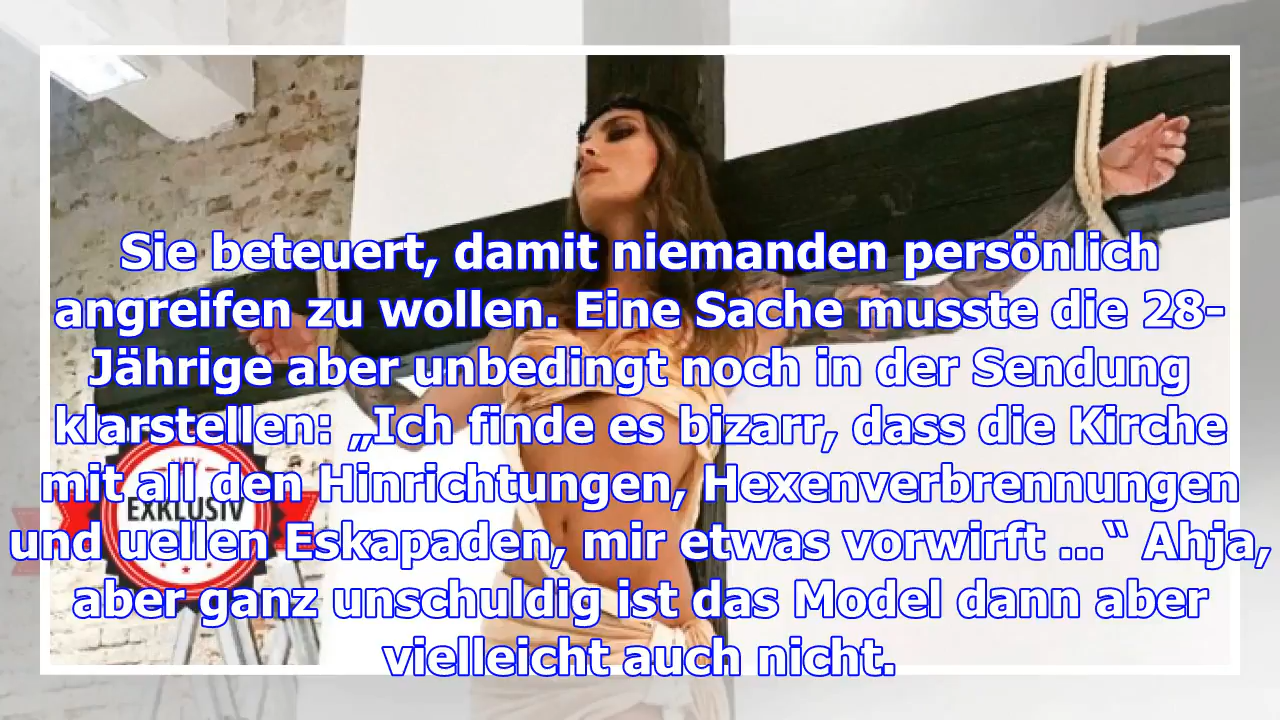 Sie beteuert, damit niemanden persönlich
angreifen zu wollen. Eine Sache musste die 28-
Jährige aber unbedingt noch in der Sendung
klarstellen: „Ich finde es bizarr, dass die Kirche
mit all den Hinrichtungen, Hexenverbrennungen
und uellen Eskapaden, mir etwas vorwirft ...“ Ahja,
aber ganz unschuldig ist das Model dann aber
vielleicht auch nicht.
EXKLUSIV